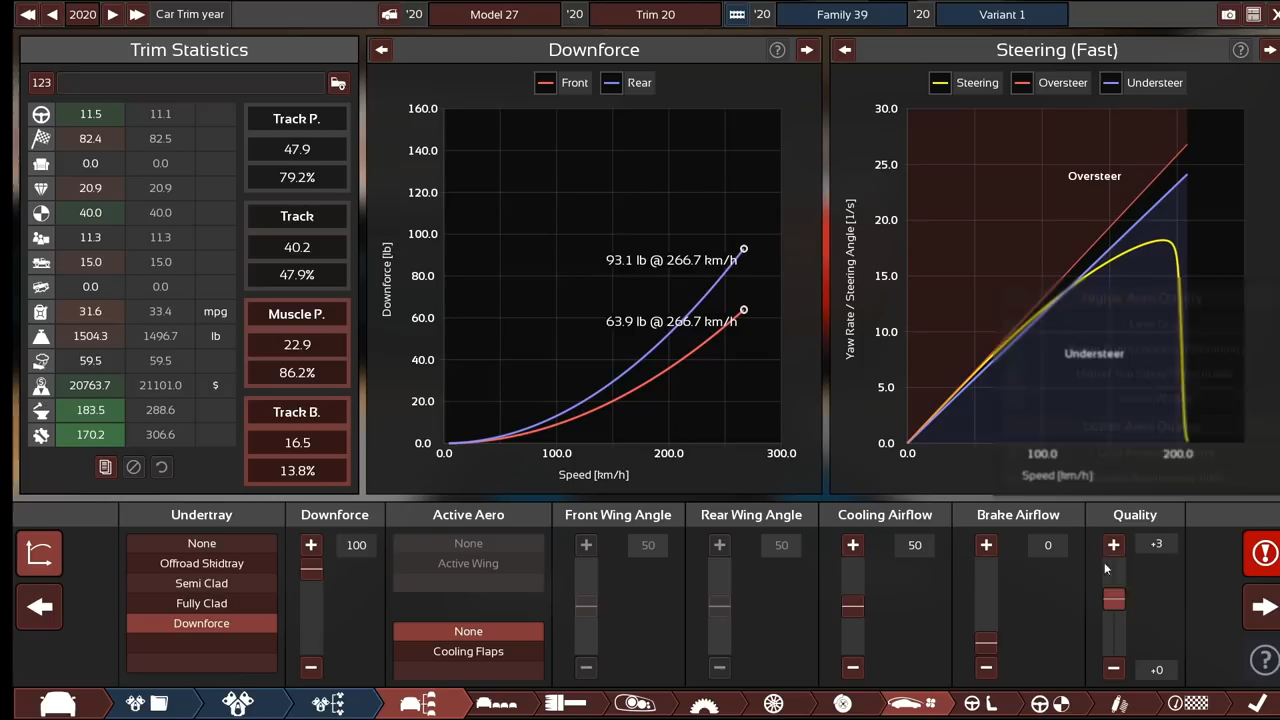 2020
Car Trim year
'20
Model 27
'20
Trim 20
'20
Family 39
'20
Variant 1
Trim Statistics
123
11.5 11.1
82.4 82.5
0.0 0.0
20.9 20.9
40.0 40.0
11.3 11.3
15.0 15.0
0.0 0.0
31.6 33.4 mpg
1504.3 1496.7 lb
59.5 59.5
20763.7 21101.0 $
183.5 288.6
170.2 306.6
Track P.
47.9
79.2%
Track
40.2
47.9%
Muscle P.
22.9
86.2%
Track B.
16.5
13.8%
Downforce
?
Front
Rear
160.0
140.0
120.0
100.0
80.0
60.0
40.0
20.0
0.0
Downforce [lb]
93.1 lb @ 266.7 km/h
63.9 lb @ 266.7 km/h
0.0 100.0 200.0 300.0
Speed [km/h]
Steering (Fast)
?
Steering
Oversteer
Understeer
30.0
25.0
20.0
15.0
10.0
5.0
0.0
Yaw Rate / Steering Angle [1/s]
Oversteer
Understeer
0.0 100.0 200.0
Speed [km/h]
Undertray
None
Offroad Skidtray
Semi Clad
Fully Clad
Downforce
Downforce
+ 100
−
Active Aero
None
Active Wing
None
Cooling Flaps
Front Wing Angle
+ 50
−
Rear Wing Angle
+ 50
−
Cooling Airflow
+ 50
−
Brake Airflow
+ 0
−
Quality
+ +3
− +0
?